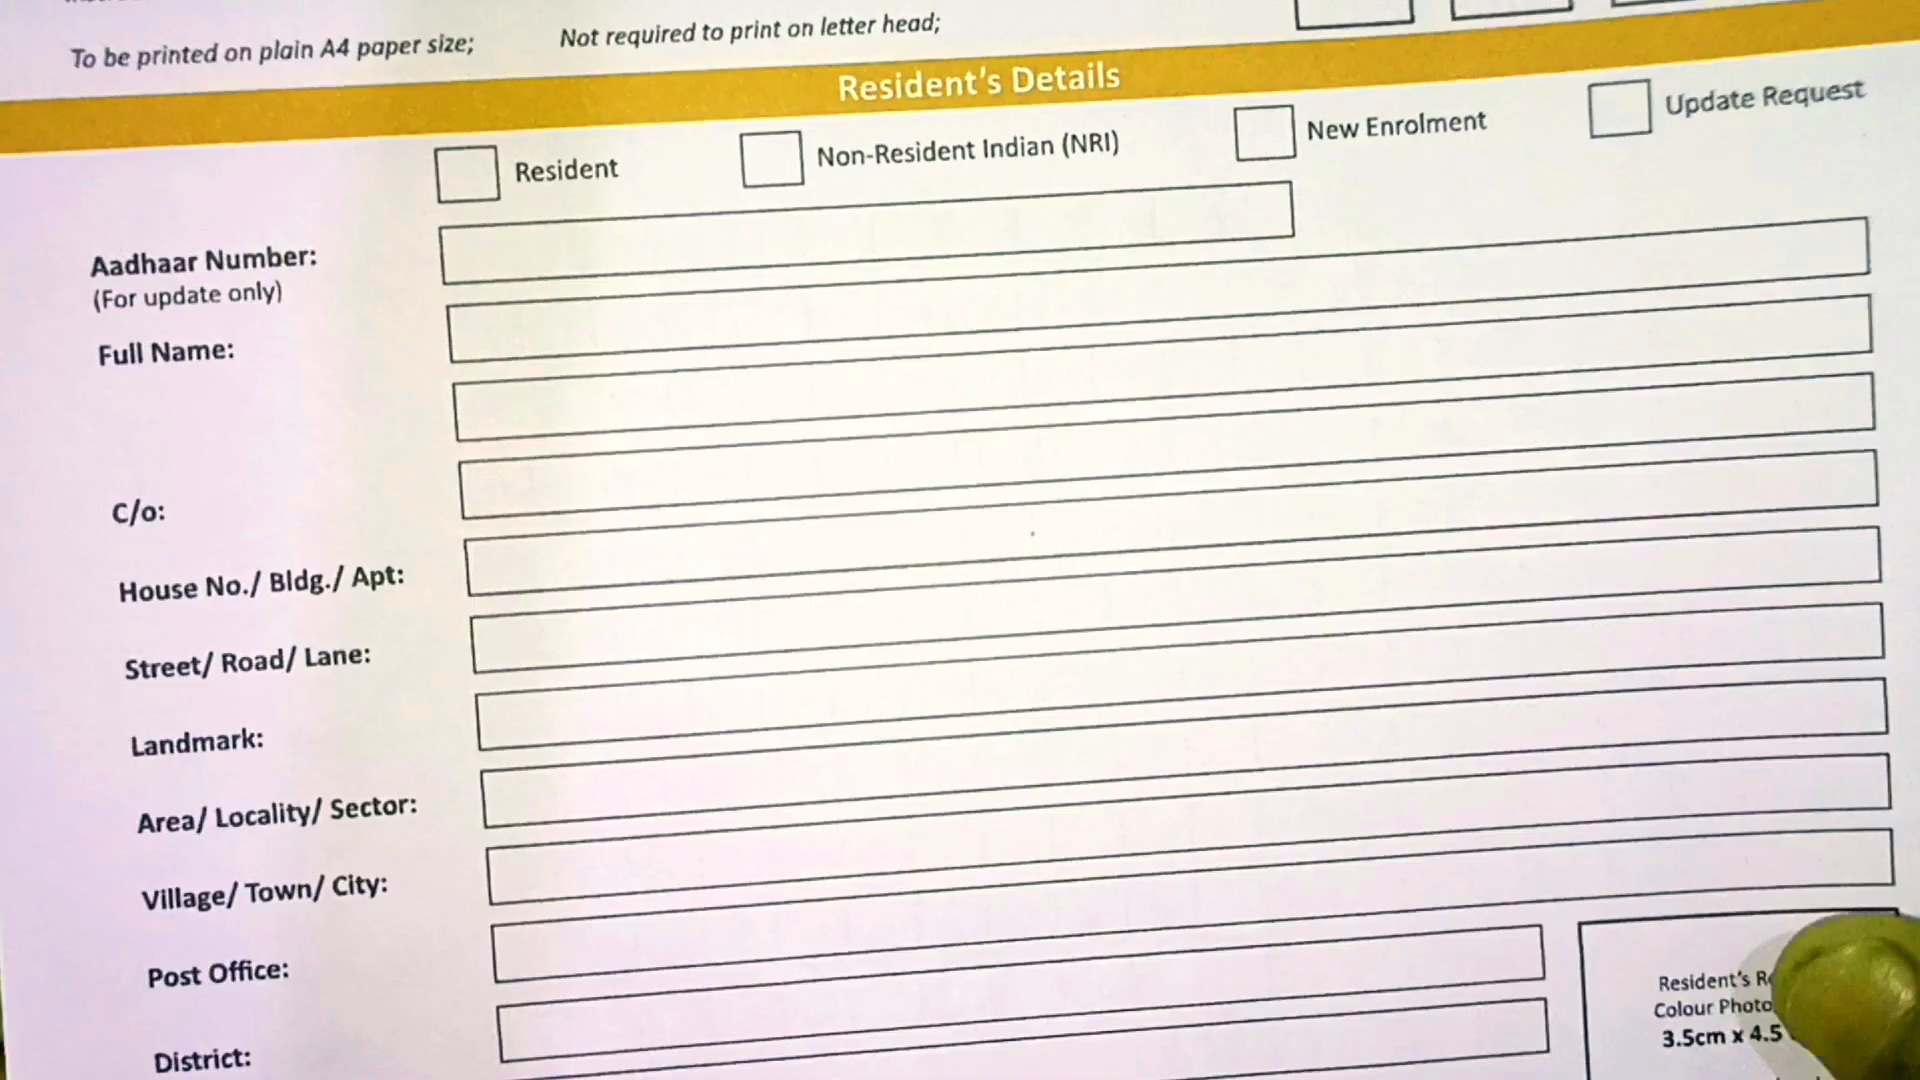 To be printed on plain A4 paper size; Not required to print on letter head;
Resident's Details
Resident Non-Resident Indian (NRI) New Enrolment Update Request
Aadhaar Number:
(For update only)
Full Name:
C/o:
House No./ Bldg./ Apt:
Street/ Road/ Lane:
Landmark:
Area/ Locality/ Sector:
Village/ Town/ City:
Post Office:
District:
Resident's
Colour Photo
3.5cm x 4.5